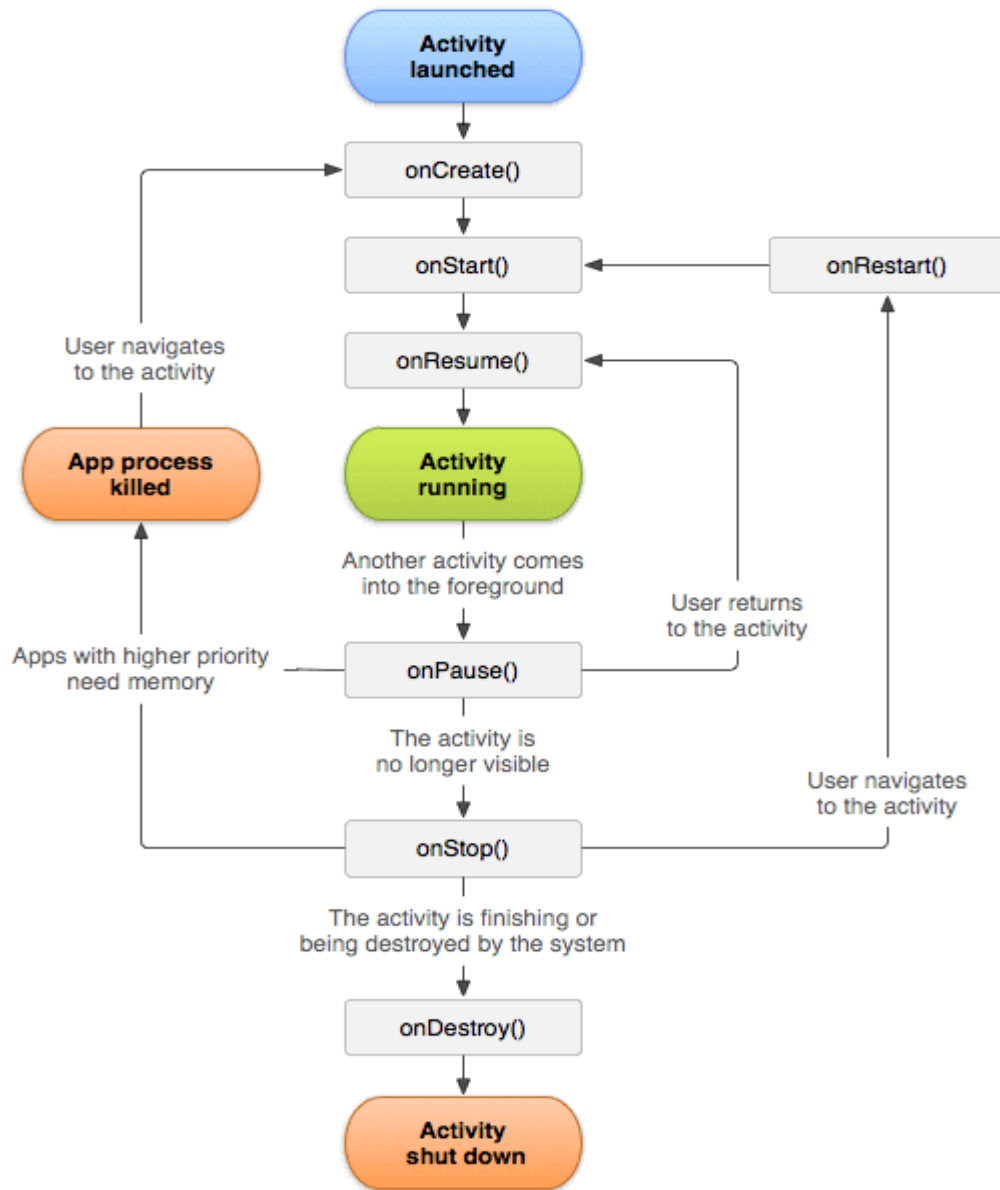 Activity
launched
onCreate()
onStart()
onRestart()
User navigates
to the activity
onResume()
App process
killed
Activity
running
Another activity comes
into the foreground
User returns
to the activity
Apps with higher priority
need memory
onPause()
The activity is
no longer visible
User navigates
to the activity
onStop()
The activity is finishing or
being destroyed by the system
onDestroy()
Activity
shut down